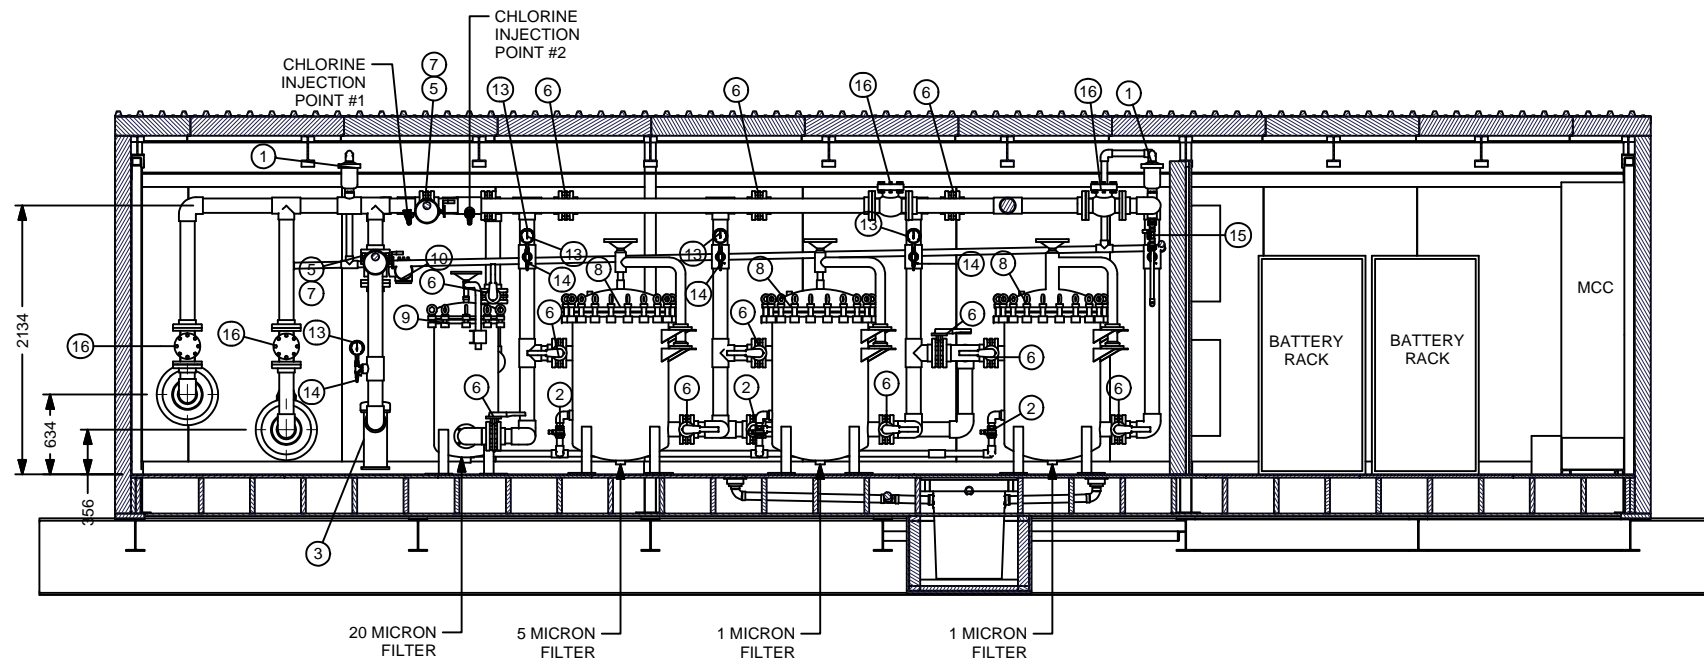 CHLORINE
INJECTION
POINT #2
CHLORINE
INJECTION
POINT #1
7
5
13
6
6
16
6
16
1
1
13
13
13
15
5
10
14
8
14
8
14
8
7
6
9
6
6
6
6
16
16
13
14
6
2
6
2
6
2
6
2134
634
356
MCC
BATTERY
RACK
BATTERY
RACK
3
20 MICRON
FILTER
5 MICRON
FILTER
1 MICRON
FILTER
1 MICRON
FILTER